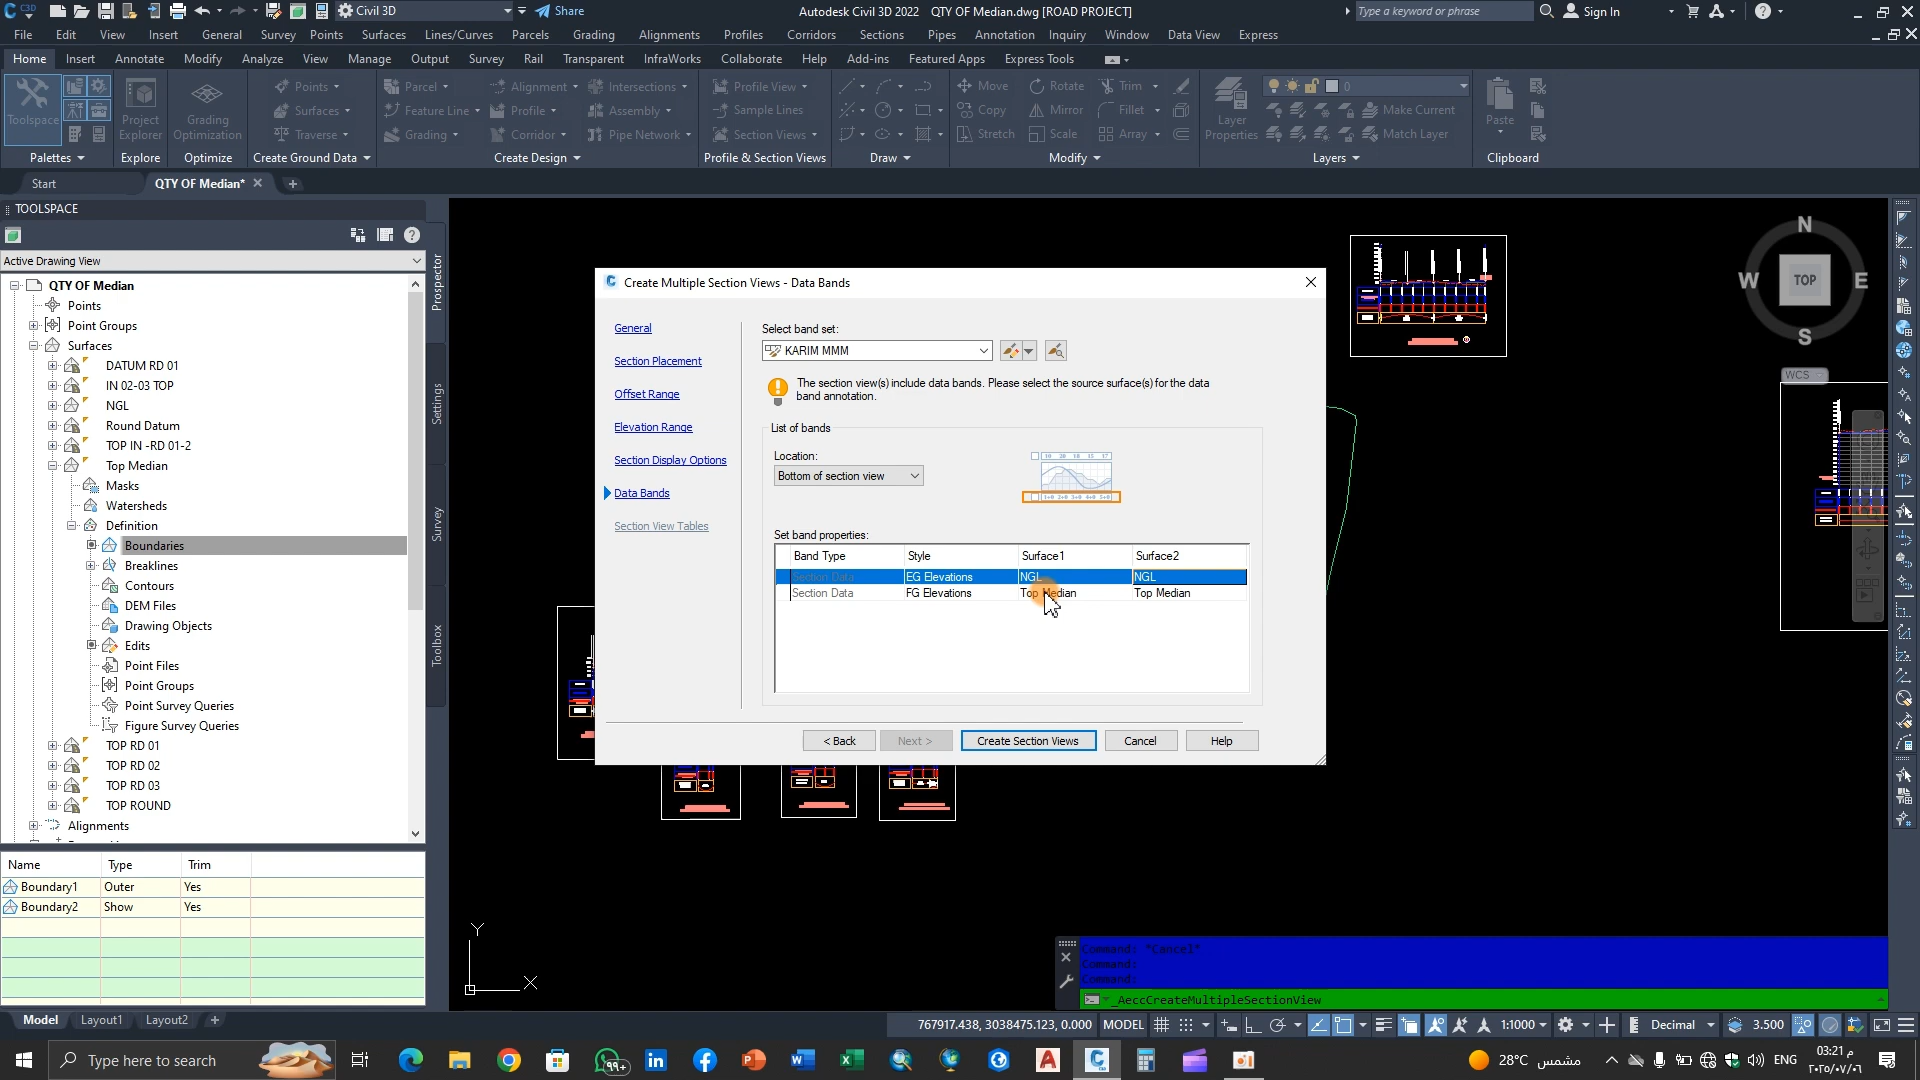 C3D
Civil 3D
Share
Autodesk Civil 3D 2022 QTY OF Median.dwg [ROAD PROJECT]
Type a keyword or phrase
Sign In
File Edit View Insert General Survey Points Surfaces Lines/Curves Parcels Grading Alignments Profiles Corridors Sections Pipes Annotation Inquiry Window Data View Express
Home Insert Annotate Modify Analyze View Manage Output Survey Rail Transparent InfraWorks Collaborate Help Add-ins Featured Apps Express Tools
Points Parcel Alignment Intersections Profile View Move Rotate Trim 0
Surfaces Feature Line Profile Assembly Sample Lines Copy Mirror Fillet Make Current
Traverse Grading Corridor Pipe Network Section Views Stretch Scale Array Match Layer
Toolspace
Project Explorer
Grading Optimization
Layer Properties
Paste
Palettes Explore Optimize Create Ground Data Create Design Profile & Section Views Draw Modify Layers Clipboard
Start
QTY OF Median*
TOOLSPACE
Active Drawing View
QTY OF Median
Points
Point Groups
Surfaces
DATUM RD 01
IN 02-03 TOP
NGL
Round Datum
TOP IN -RD 01-2
Top Median
Masks
Watersheds
Definition
Boundaries
Breaklines
Contours
DEM Files
Drawing Objects
Edits
Point Files
Point Groups
Point Survey Queries
Figure Survey Queries
TOP RD 01
TOP RD 02
TOP RD 03
TOP ROUND
Alignments
Prospector
Settings
Survey
Toolbox
Name Type Trim
Boundary1 Outer Yes
Boundary2 Show Yes
Create Multiple Section Views - Data Bands
General
Section Placement
Offset Range
Elevation Range
Section Display Options
Data Bands
Section View Tables
Select band set:
KARIM MMM
The section view(s) include data bands. Please select the source surface(s) for the data
band annotation.
List of bands
Location:
Bottom of section view
Set band properties:
Band Type Style Surface1 Surface2
Section Data EG Elevations NGL NGL
Section Data FG Elevations Top Median Top Median
< Back
Next >
Create Section Views
Cancel
Help
N
W TOP E
S
WCS
Y
X
Command: *Cancel*
Command:
Command:
_AeccCreateMultipleSectionView
Model Layout1 Layout2
767917.438, 3038475.123, 0.000 MODEL 1:1000 Decimal 3.500
Type here to search
99+
28°C مشمس
ENG
03:21 م
٢٠٢٥/٠٧/٠٦